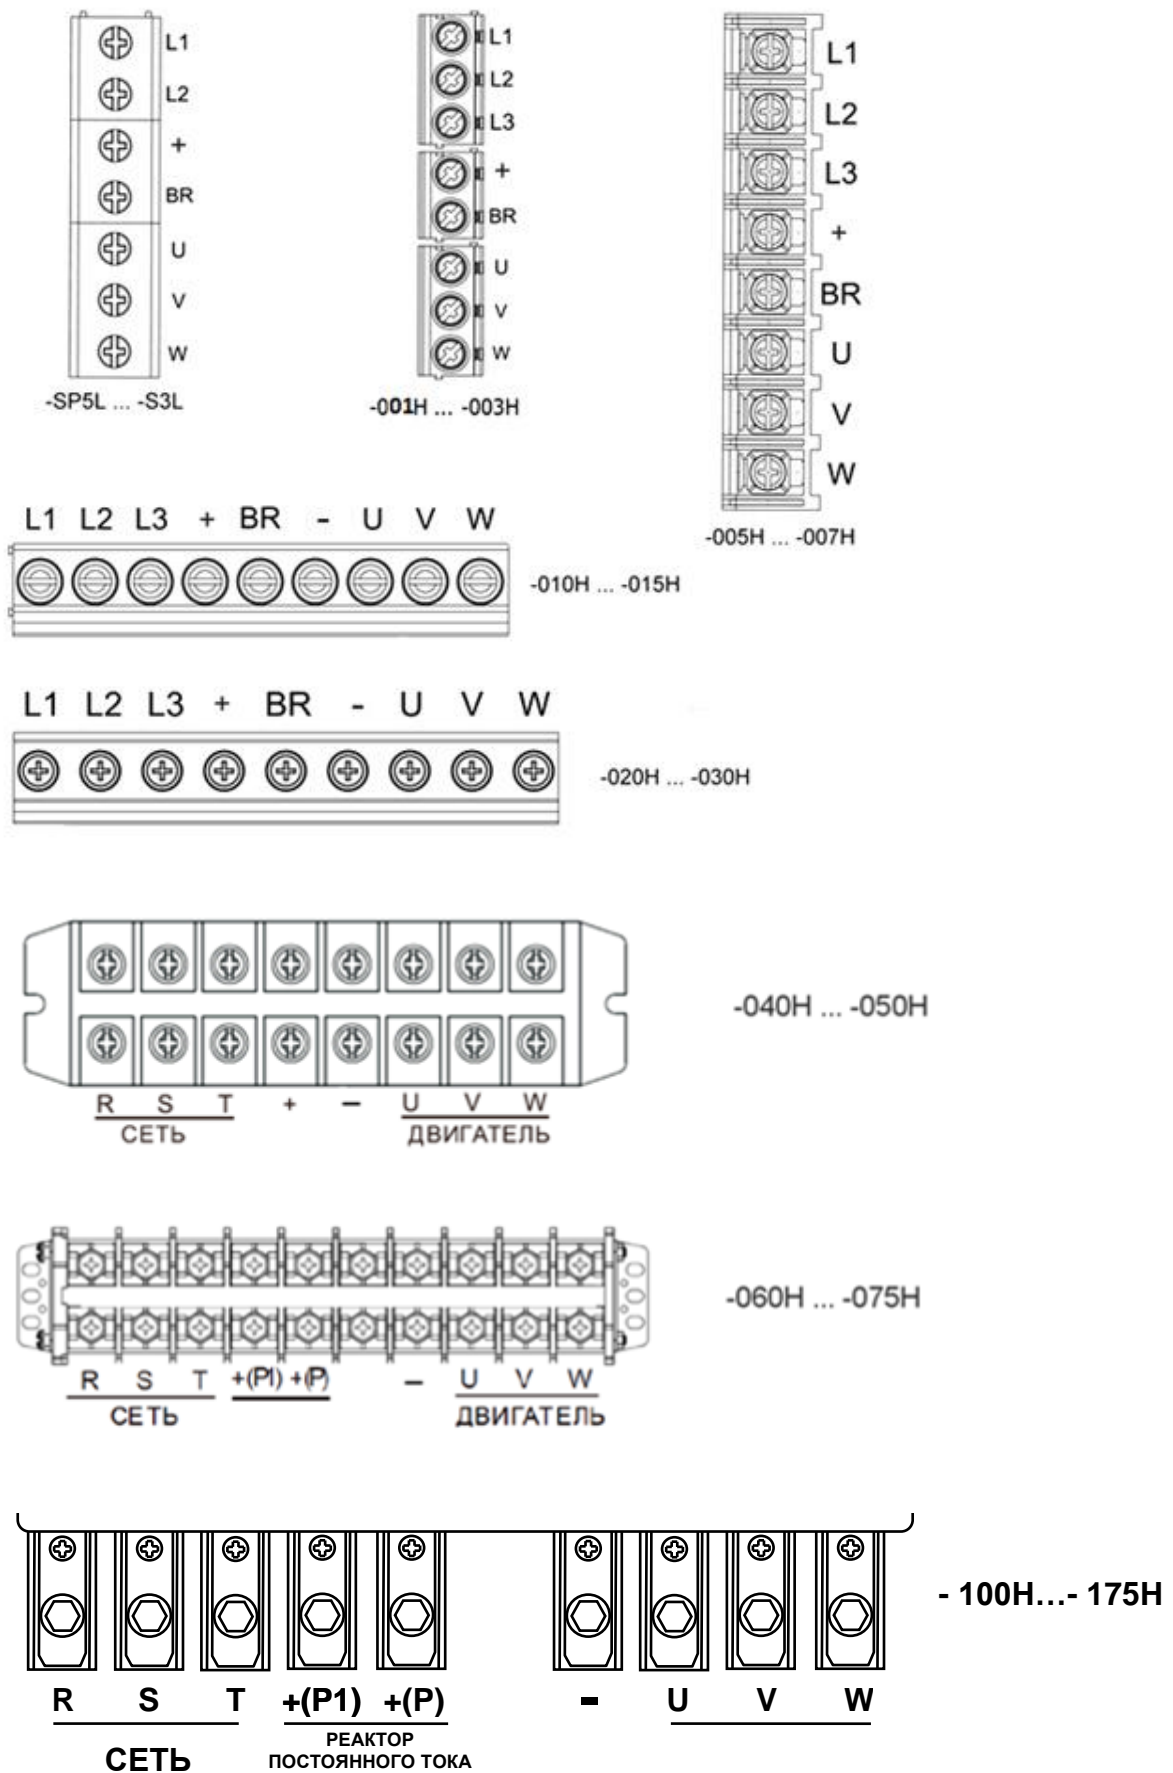 L1
L2
+
BR
U
V
W
-SP5L ... -S3L
L1
L2
L3
+
BR
U
V
W
-001H ... -003H
L1
L2
L3
+
BR
U
V
W
-005H ... -007H
L1 L2 L3 + BR - U V W
-010H ... -015H
L1 L2 L3 + BR - U V W
-020H ... -030H
-040H ... -050H
R S T + − U V W
СЕТЬ ДВИГАТЕЛЬ
-060H ... -075H
R S T +(P1) +(P) − U V W
СЕТЬ ДВИГАТЕЛЬ
- 100H…- 175H
R S T +(P1) +(P) - U V W
РЕАКТОР
СЕТЬ ПОСТОЯННОГО ТОКА